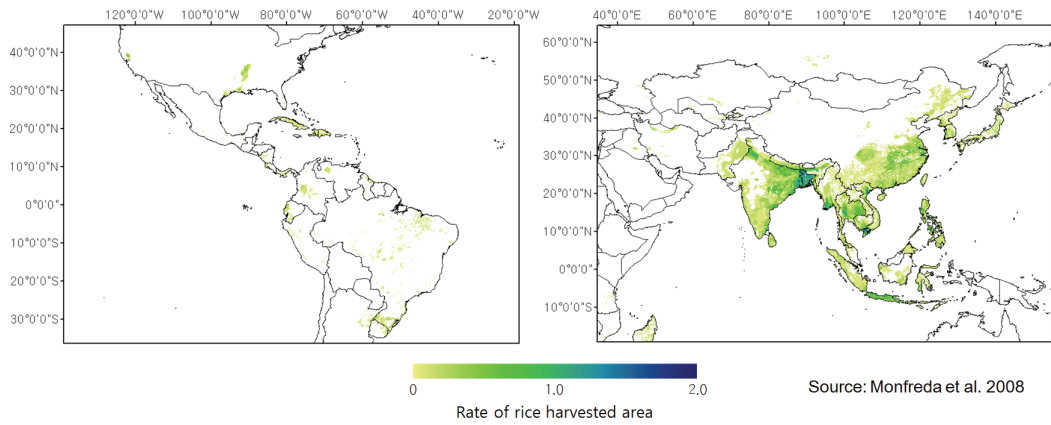 120°0'0"W 100°0'0"W 80°0'0"W 60°0'0"W 40°0'0"W 20°0'0"W
40°0'0"N
30°0'0"N
20°0'0"N
10°0'0"N
0°0'0"
10°0'0"S
20°0'0"S
30°0'0"S
40°0'0"E 60°0'0"E 80°0'0"E 100°0'0"E 120°0'0"E 140°0'0"E
60°0'0"N
50°0'0"N
40°0'0"N
30°0'0"N
20°0'0"N
10°0'0"N
0°0'0"
10°0'0"S
0 1.0 2.0
Rate of rice harvested area
Source: Monfreda et al. 2008